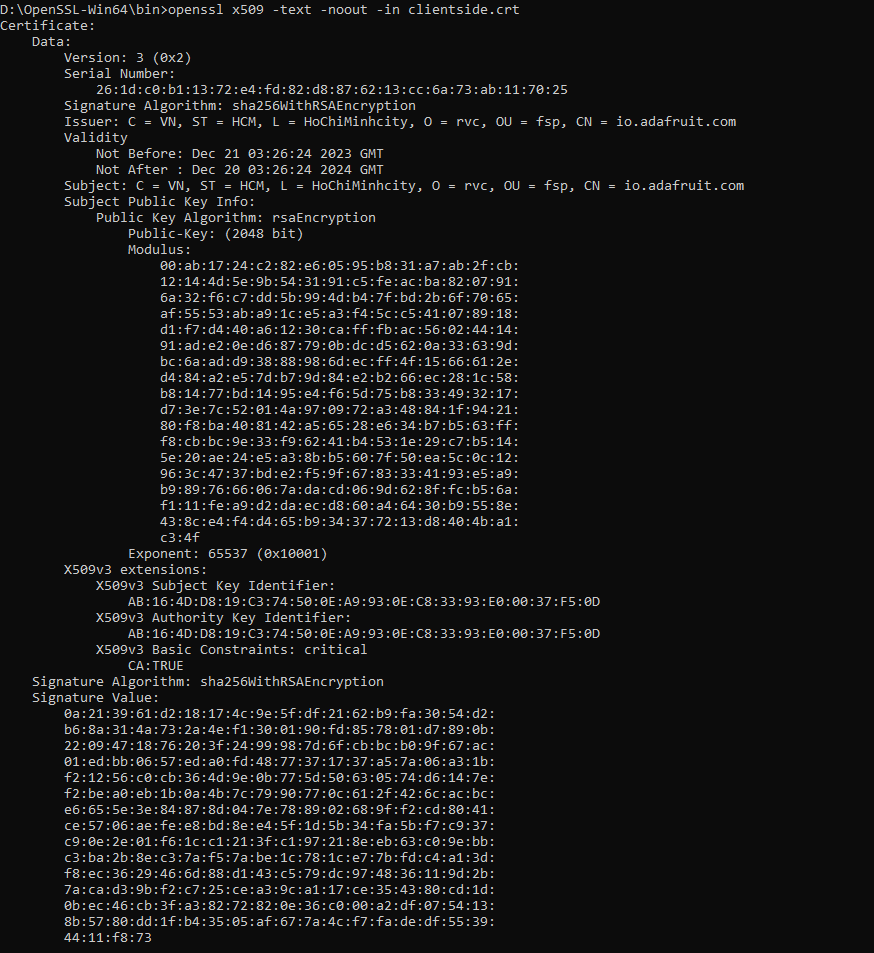 D:\OpenSSL-Win64\bin>openssl x509 -text -noout -in clientside.crt
Certificate:
    Data:
        Version: 3 (0x2)
        Serial Number:
            26:1d:c0:b1:13:72:e4:fd:82:d8:87:62:13:cc:6a:73:ab:11:70:25
        Signature Algorithm: sha256WithRSAEncryption
        Issuer: C = VN, ST = HCM, L = HoChiMinhcity, O = rvc, OU = fsp, CN = io.adafruit.com
        Validity
            Not Before: Dec 21 03:26:24 2023 GMT
            Not After : Dec 20 03:26:24 2024 GMT
        Subject: C = VN, ST = HCM, L = HoChiMinhcity, O = rvc, OU = fsp, CN = io.adafruit.com
        Subject Public Key Info:
            Public Key Algorithm: rsaEncryption
                Public-Key: (2048 bit)
                Modulus:
                    00:ab:17:24:c2:82:e6:05:95:b8:31:a7:ab:2f:cb:
                    12:14:4d:5e:9b:54:31:91:c5:fe:ac:ba:82:07:91:
                    6a:32:f6:c7:dd:5b:99:4d:b4:7f:bd:2b:6f:70:65:
                    af:55:53:ab:a9:1c:e5:a3:f4:5c:c5:41:07:89:18:
                    d1:f7:d4:40:a6:12:30:ca:ff:fb:ac:56:02:44:14:
                    91:ad:e2:0e:d6:87:79:0b:dc:d5:62:0a:33:63:9d:
                    bc:6a:ad:d9:38:88:98:6d:ec:ff:4f:15:66:61:2e:
                    d4:84:a2:e5:7d:b7:9d:84:e2:b2:66:ec:28:1c:58:
                    b8:14:77:bd:14:95:e4:f6:5d:75:b8:33:49:32:17:
                    d7:3e:7c:52:01:4a:97:09:72:a3:48:84:1f:94:21:
                    80:f8:ba:40:81:42:a5:65:28:e6:34:b7:b5:63:ff:
                    f8:cb:bc:9e:33:f9:62:41:b4:53:1e:29:c7:b5:14:
                    5e:20:ae:24:e5:a3:8b:b5:60:7f:50:ea:5c:0c:12:
                    96:3c:47:37:bd:e2:f5:9f:67:83:33:41:93:e5:a9:
                    b9:89:76:66:06:7a:da:cd:06:9d:62:8f:fc:b5:6a:
                    f1:11:fe:a9:d2:da:ec:d8:60:a4:64:30:b9:55:8e:
                    43:8c:e4:f4:d4:65:b9:34:37:72:13:d8:40:4b:a1:
                    c3:4f
                Exponent: 65537 (0x10001)
        X509v3 extensions:
            X509v3 Subject Key Identifier:
                AB:16:4D:D8:19:C3:74:50:0E:A9:93:0E:C8:33:93:E0:00:37:F5:0D
            X509v3 Authority Key Identifier:
                AB:16:4D:D8:19:C3:74:50:0E:A9:93:0E:C8:33:93:E0:00:37:F5:0D
            X509v3 Basic Constraints: critical
                CA:TRUE
    Signature Algorithm: sha256WithRSAEncryption
    Signature Value:
        0a:21:39:61:d2:18:17:4c:9e:5f:df:21:62:b9:fa:30:54:d2:
        b6:8a:31:4a:73:2a:4e:f1:30:01:90:fd:85:78:01:d7:89:0b:
        22:09:47:18:76:20:3f:24:99:98:7d:6f:cb:bc:b0:9f:67:ac:
        01:ed:bb:06:57:ed:a0:fd:48:77:37:17:37:a5:7a:06:a3:1b:
        f2:12:56:c0:cb:36:4d:9e:0b:77:5d:50:63:05:74:d6:14:7e:
        f2:be:a0:eb:1b:0a:4b:7c:79:90:77:0c:61:2f:42:6c:ac:bc:
        e6:65:5e:3e:84:87:8d:04:7e:78:89:02:68:9f:f2:cd:80:41:
        ce:57:06:ae:fe:e8:bd:8e:e4:5f:1d:5b:34:fa:5b:f7:c9:37:
        c9:0e:2e:01:f6:1c:c1:21:3f:c1:97:21:8e:eb:63:c0:9e:bb:
        c3:ba:2b:8e:c3:7a:f5:7a:be:1c:78:1c:e7:7b:fd:c4:a1:3d:
        f8:ec:36:29:46:6d:88:d1:43:c5:79:dc:97:48:36:11:9d:2b:
        7a:ca:d3:9b:f2:c7:25:ce:a3:9c:a1:17:ce:35:43:80:cd:1d:
        0b:ec:46:cb:3f:a3:82:72:82:0e:36:c0:00:a2:df:07:54:13:
        8b:57:80:dd:1f:b4:35:05:af:67:7a:4c:f7:fa:de:df:55:39:
        44:11:f8:73